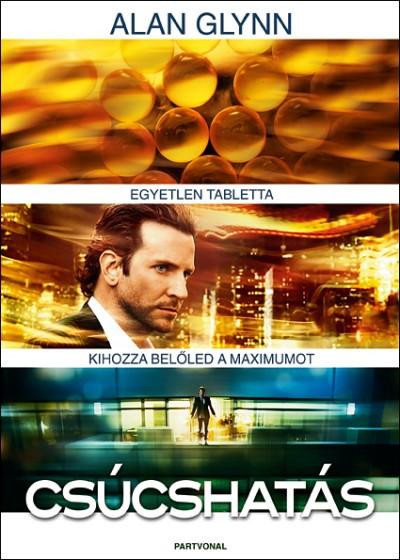 ALAN GLYNN
EGYETLEN TABLETTA
KIHOZZA BELŐLED A MAXIMUMOT
CSÚCSHATÁS
PARTVONAL